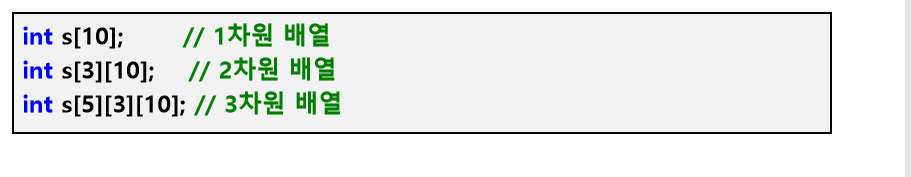 int s[10]; // 1차원 배열
int s[3][10]; // 2차원 배열
int s[5][3][10]; // 3차원 배열